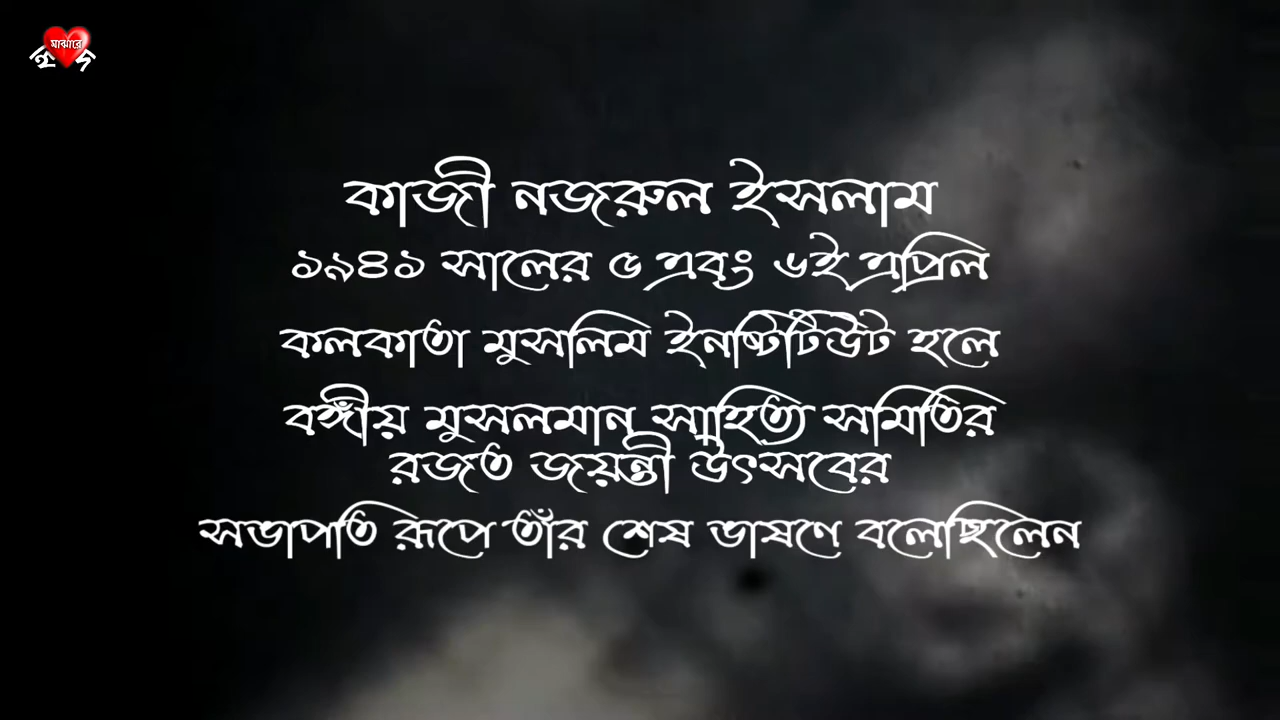 মাঝারে
কাজী নজরুল ইসলাম
১৯৪১ সালের ৫ এবং ৬ই এপ্রিল
কলকাতা মুসলিম ইনষ্টিটিউট হলে
বঙ্গীয় মুসলমান সাহিত্য সমিতির
রজত জয়ন্তী উৎসবের
সভাপতি রূপে তাঁর শেষ ভাষণে বলেছিলেন